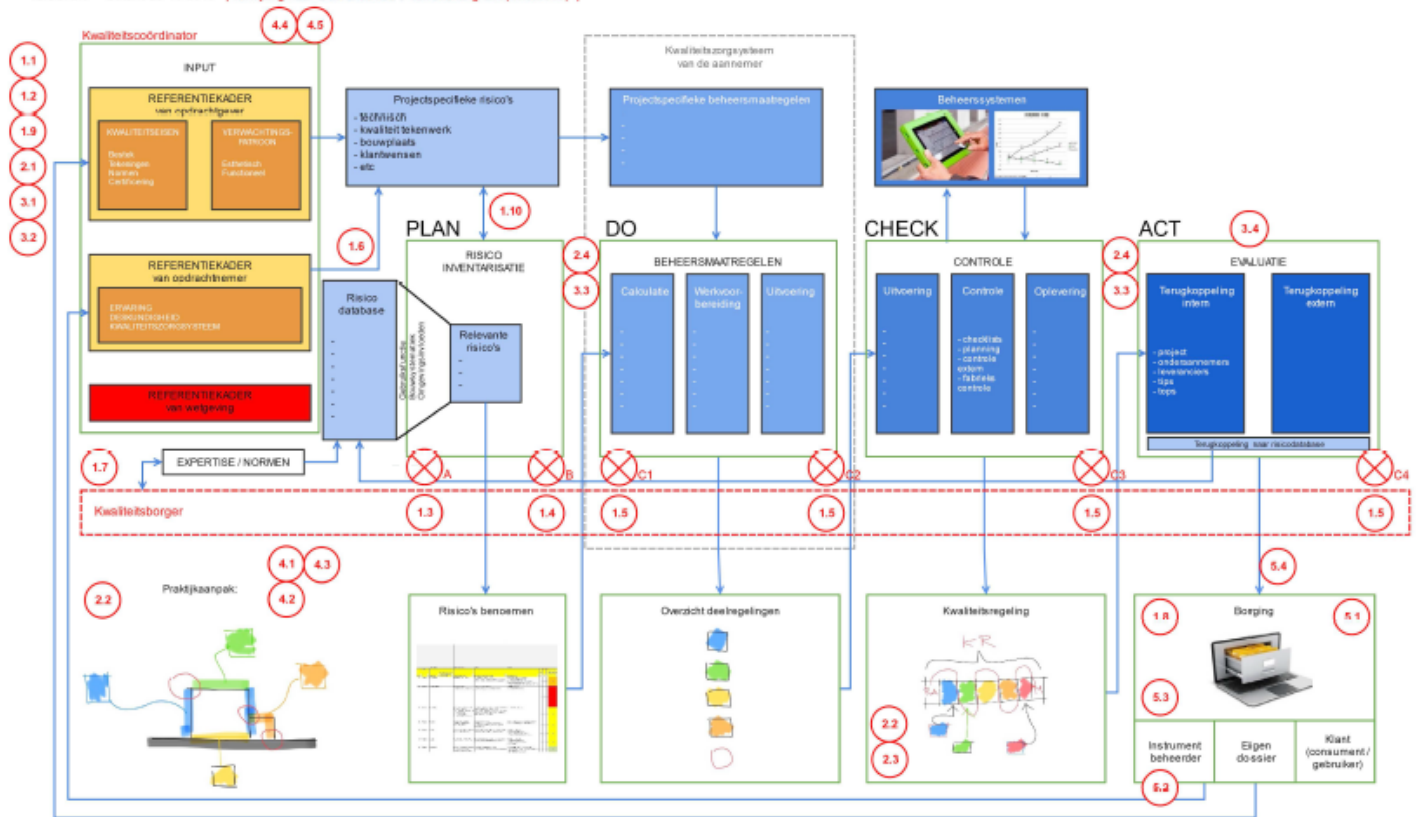 4.4
4.5
Kwaliteitscoördinator
1.1
1.2
1.9
2.1
3.1
3.2
INPUT
REFERENTIEKADER
van opdrachtgever
KWALITEITSEISEN
Bestek
Tekeningen
Normen
Certificering
VERWACHTINGS-
PATROON
Esthetisch
Functioneel
REFERENTIEKADER
van opdrachtnemer
ERVARING
DESKUNDIGHEID
KWALITEITSZORGSYSTEEM
REFERENTIEKADER
van wetgeving
Projectspecifieke risico's
- technisch
- kwaliteit tekenwerk
- bouwplaats
- klantwensen
- etc
1.6
1.10
Kwaliteitszorgsysteem
van de aannemer
Projectspecifieke beheersmaatregelen
-
-
-
-
Beheerssystemen
PLAN
RISICO
INVENTARISATIE
Risico
database
-
-
-
-
-
-
-
Gebruiksfunctie
Bouwsystematiek
Omgevingsinvloeden
Relevante
risico's
-
-
-
2.4
3.3
DO
BEHEERSMAATREGELEN
Calculatie
-
-
-
-
-
-
-
Werkvoor-
bereiding
-
-
-
-
-
-
-
Uitvoering
-
-
-
-
-
-
-
CHECK
CONTROLE
Uitvoering
-
-
-
-
-
-
-
Controle
- checklists
- planning
- controle
extern
- fabrieks
controle
Oplevering
-
-
-
-
-
-
-
2.4
3.3
ACT
3.4
EVALUATIE
Terugkoppeling
intern
- project
- onderaannemers
- leveranciers
- tips
- tops
Terugkoppeling
extern
Terugkoppeling naar risicodatabase
1.7
EXPERTISE / NORMEN
A
B
C1
C2
C3
C4
Kwaliteitsborger
1.3
1.4
1.5
1.5
1.5
1.5
2.2
Praktijkaanpak:
4.1
4.3
4.2
Risico's benoemen
Overzicht deelregelingen
Kwaliteitsregeling
KR
2.2
2.3
5.4
1.8
Borging
5.1
5.3
Instrument
beheerder
Eigen
dossier
Klant
(consument /
gebruiker)
5.2